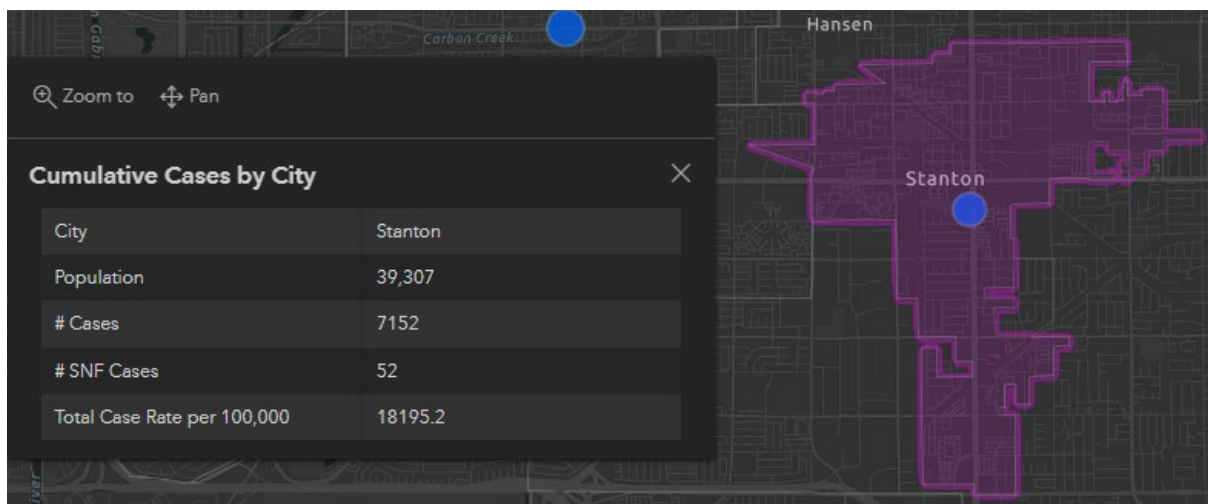 Hansen
Carbon Creek
Zoom to Pan
Cumulative Cases by City
City Stanton
Population 39,307
# Cases 7152
# SNF Cases 52
Total Case Rate per 100,000 18195.2
Stanton